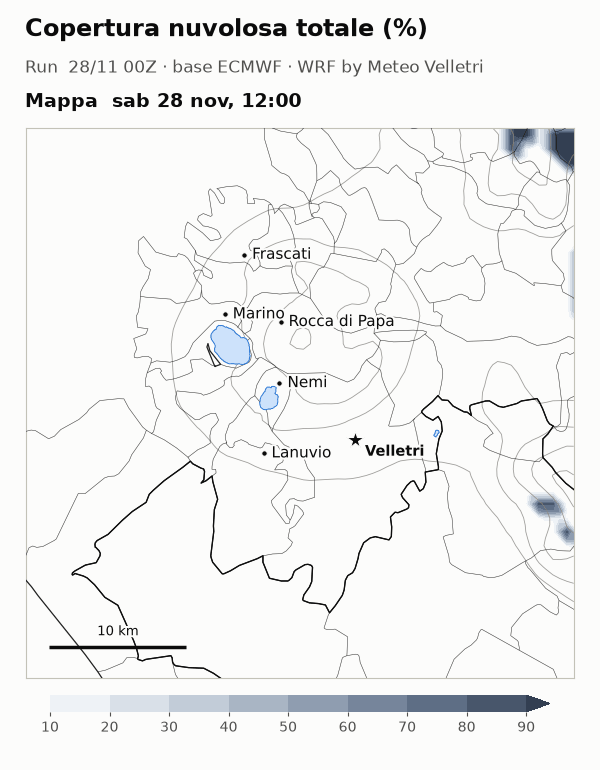 Copertura nuvolosa totale (%)
Run  28/11 00Z · base ECMWF · WRF by Meteo Velletri
Mappa  sab 28 nov, 12:00
Frascati
Marino
Rocca di Papa
Nemi
Velletri
Lanuvio
10 km
10 20 30 40 50 60 70 80 90